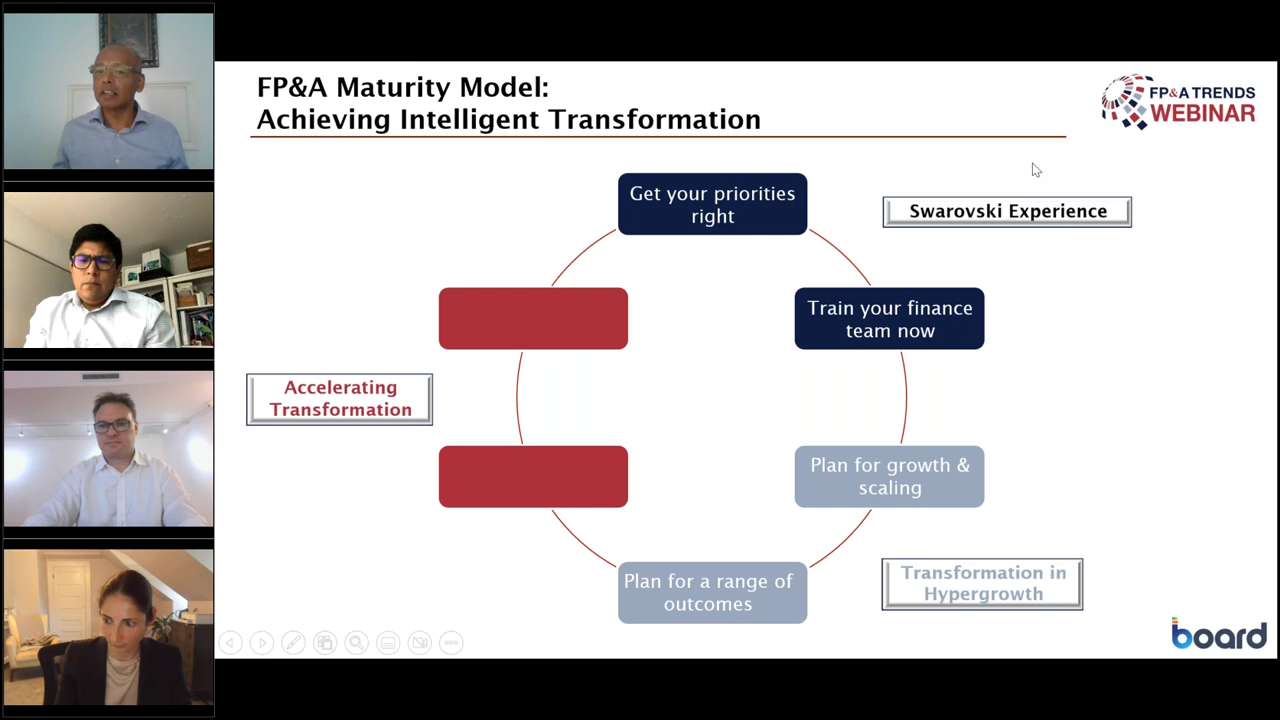 FP&A Maturity Model:
Achieving Intelligent Transformation
FP&A TRENDS
WEBINAR
Get your priorities
right
Swarovski Experience
Train your finance
team now
Accelerating
Transformation
Plan for growth &
scaling
Plan for a range of
outcomes
Transformation in
Hypergrowth
board